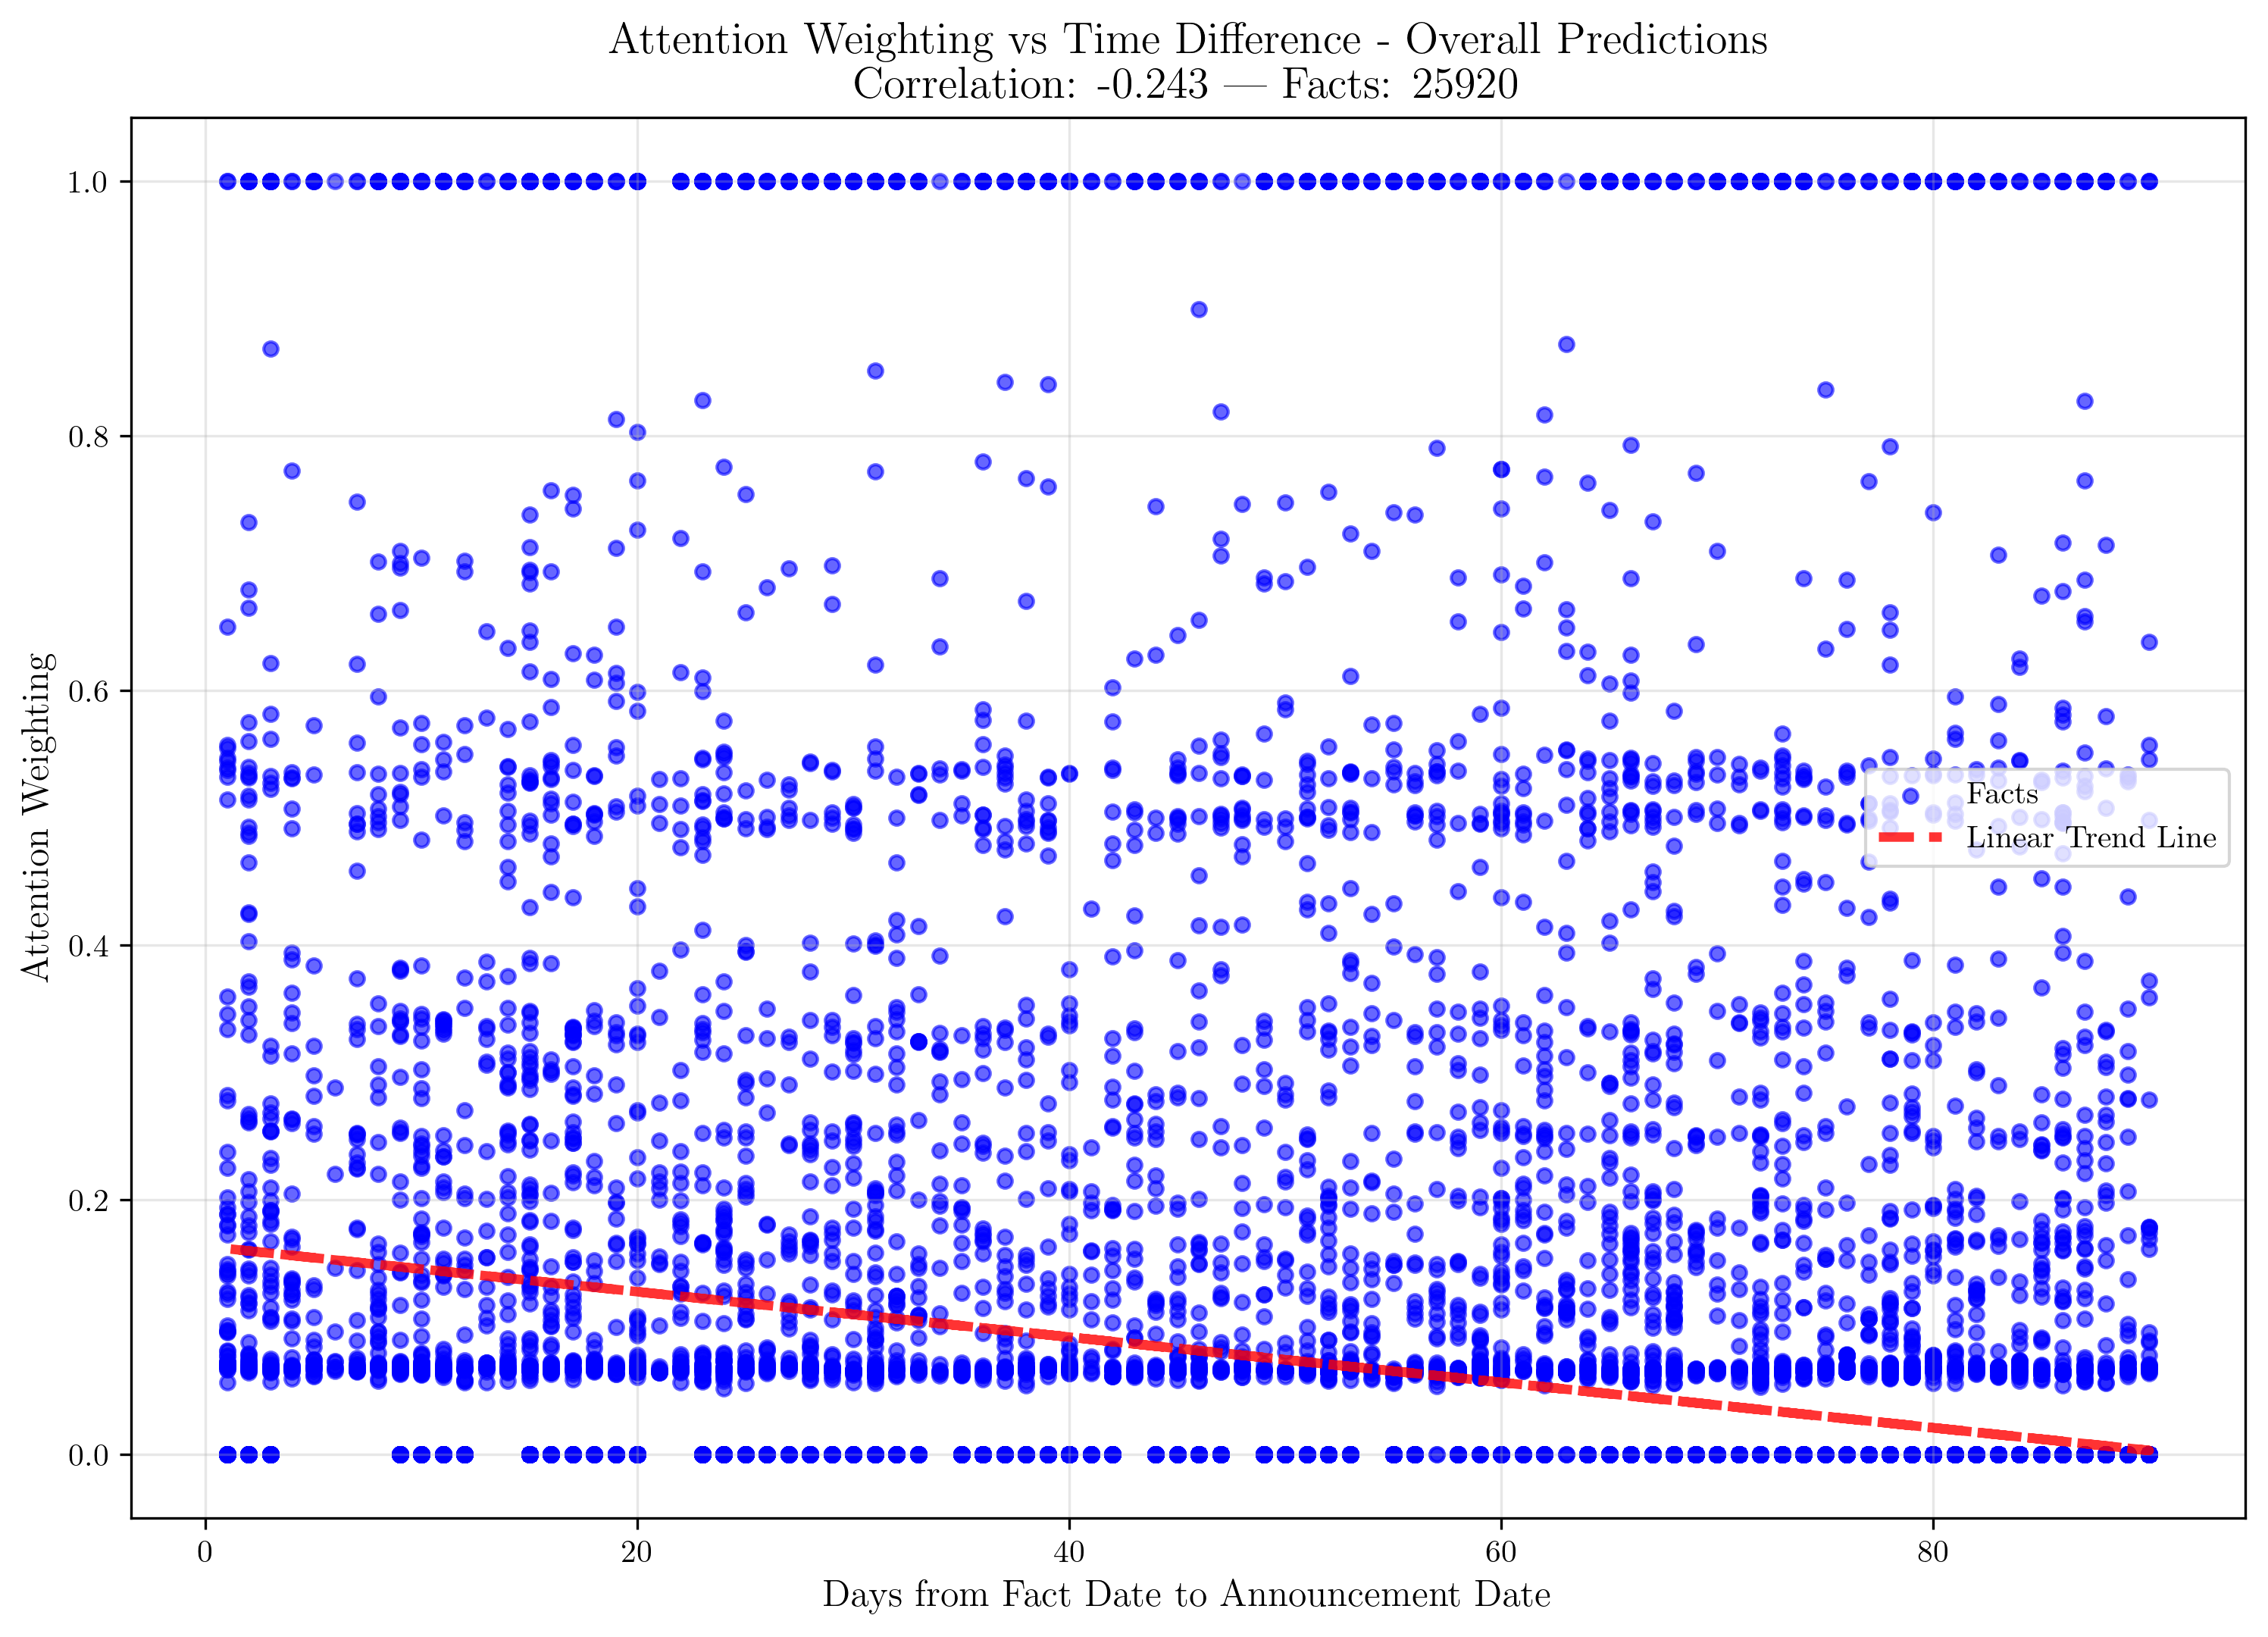 Attention Weighting vs Time Difference - Overall Predictions
Correlation: -0.243 — Facts: 25920
Attention Weighting
1.0
0.8
0.6
0.4
0.2
0.0
Facts
Linear Trend Line
0 20 40 60 80
Days from Fact Date to Announcement Date